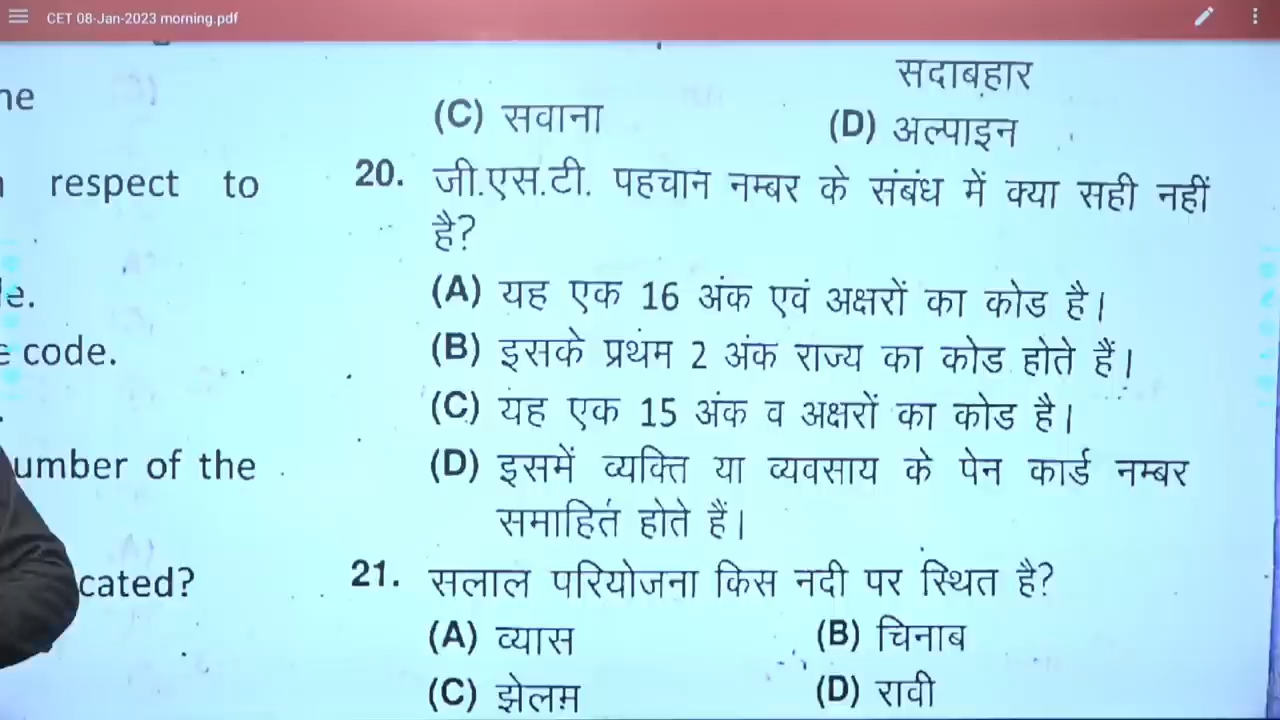 CET 08-Jan-2023 morning.pdf
सदाबहार
(C) सवाना (D) अल्पाइन
respect to
20. जी.एस.टी. पहचान नम्बर के संबंध में क्या सही नहीं
है?
(A) यह एक 16 अंक एवं अक्षरों का कोड है।
code.
(B) इसके प्रथम 2 अंक राज्य का कोड होते हैं।
(C) यह एक 15 अंक व अक्षरों का कोड है।
umber of the
(D) इसमें व्यक्ति या व्यवसाय के पेन कार्ड नम्बर
समाहित होते हैं।
cated?
21. सलाल परियोजना किस नदी पर स्थित है?
(A) व्यास (B) चिनाब
(C) झेलम (D) रावी